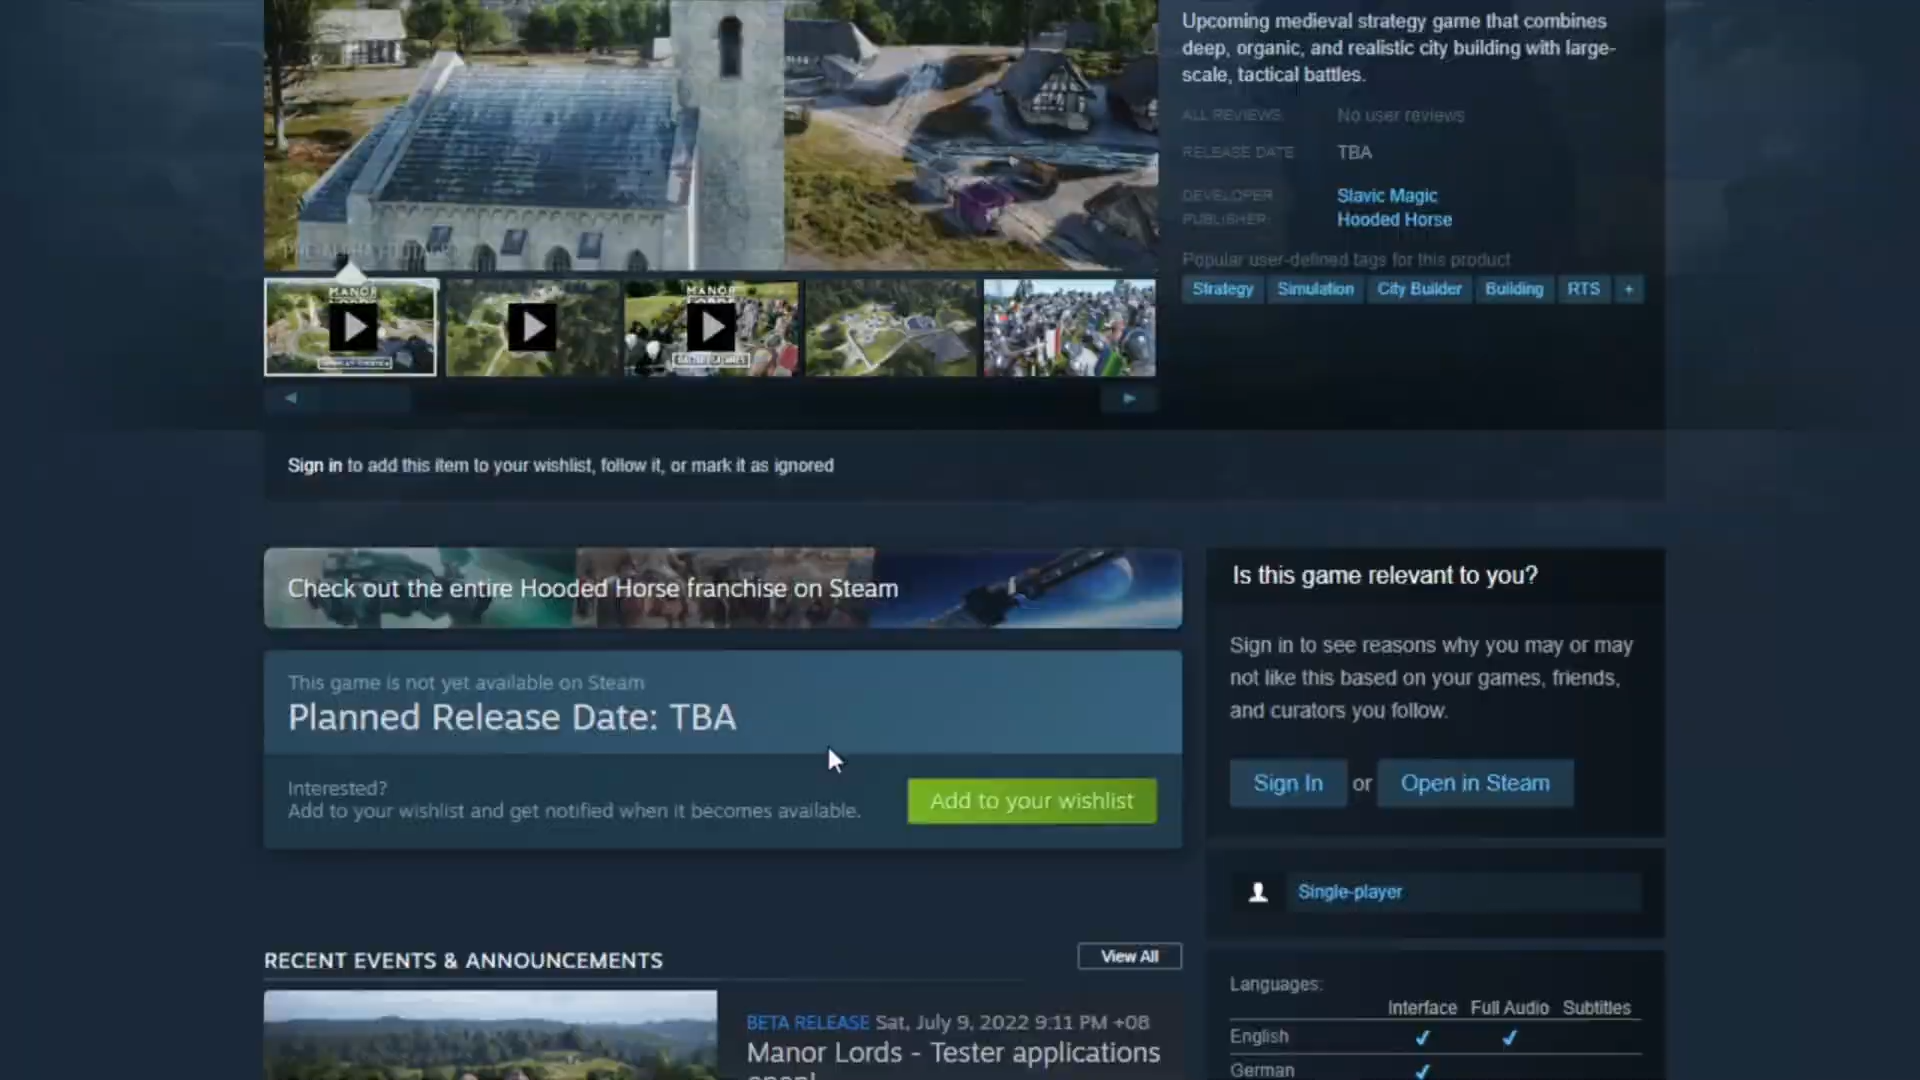 Upcoming medieval strategy game that combines
deep, organic, and realistic city building with large-
scale, tactical battles.
ALL REVIEWS: No user reviews
RELEASE DATE: TBA
DEVELOPER: Slavic Magic
PUBLISHER: Hooded Horse
Popular user-defined tags for this product
Strategy Simulation City Builder Building RTS +
PRE-ALPHA FOOTAGE
MANOR LORDS
MANOR LORDS
Sign in to add this item to your wishlist, follow it, or mark it as ignored
Check out the entire Hooded Horse franchise on Steam
This game is not yet available on Steam
Planned Release Date: TBA
Interested?
Add to your wishlist and get notified when it becomes available.
Add to your wishlist
Is this game relevant to you?
Sign in to see reasons why you may or may
not like this based on your games, friends,
and curators you follow.
Sign In or Open in Steam
Single-player
RECENT EVENTS & ANNOUNCEMENTS
View All
BETA RELEASE Sat, July 9, 2022 9:11 PM +08
Manor Lords - Tester applications
Languages:
Interface Full Audio Subtitles
English ✔ ✔
German ✔